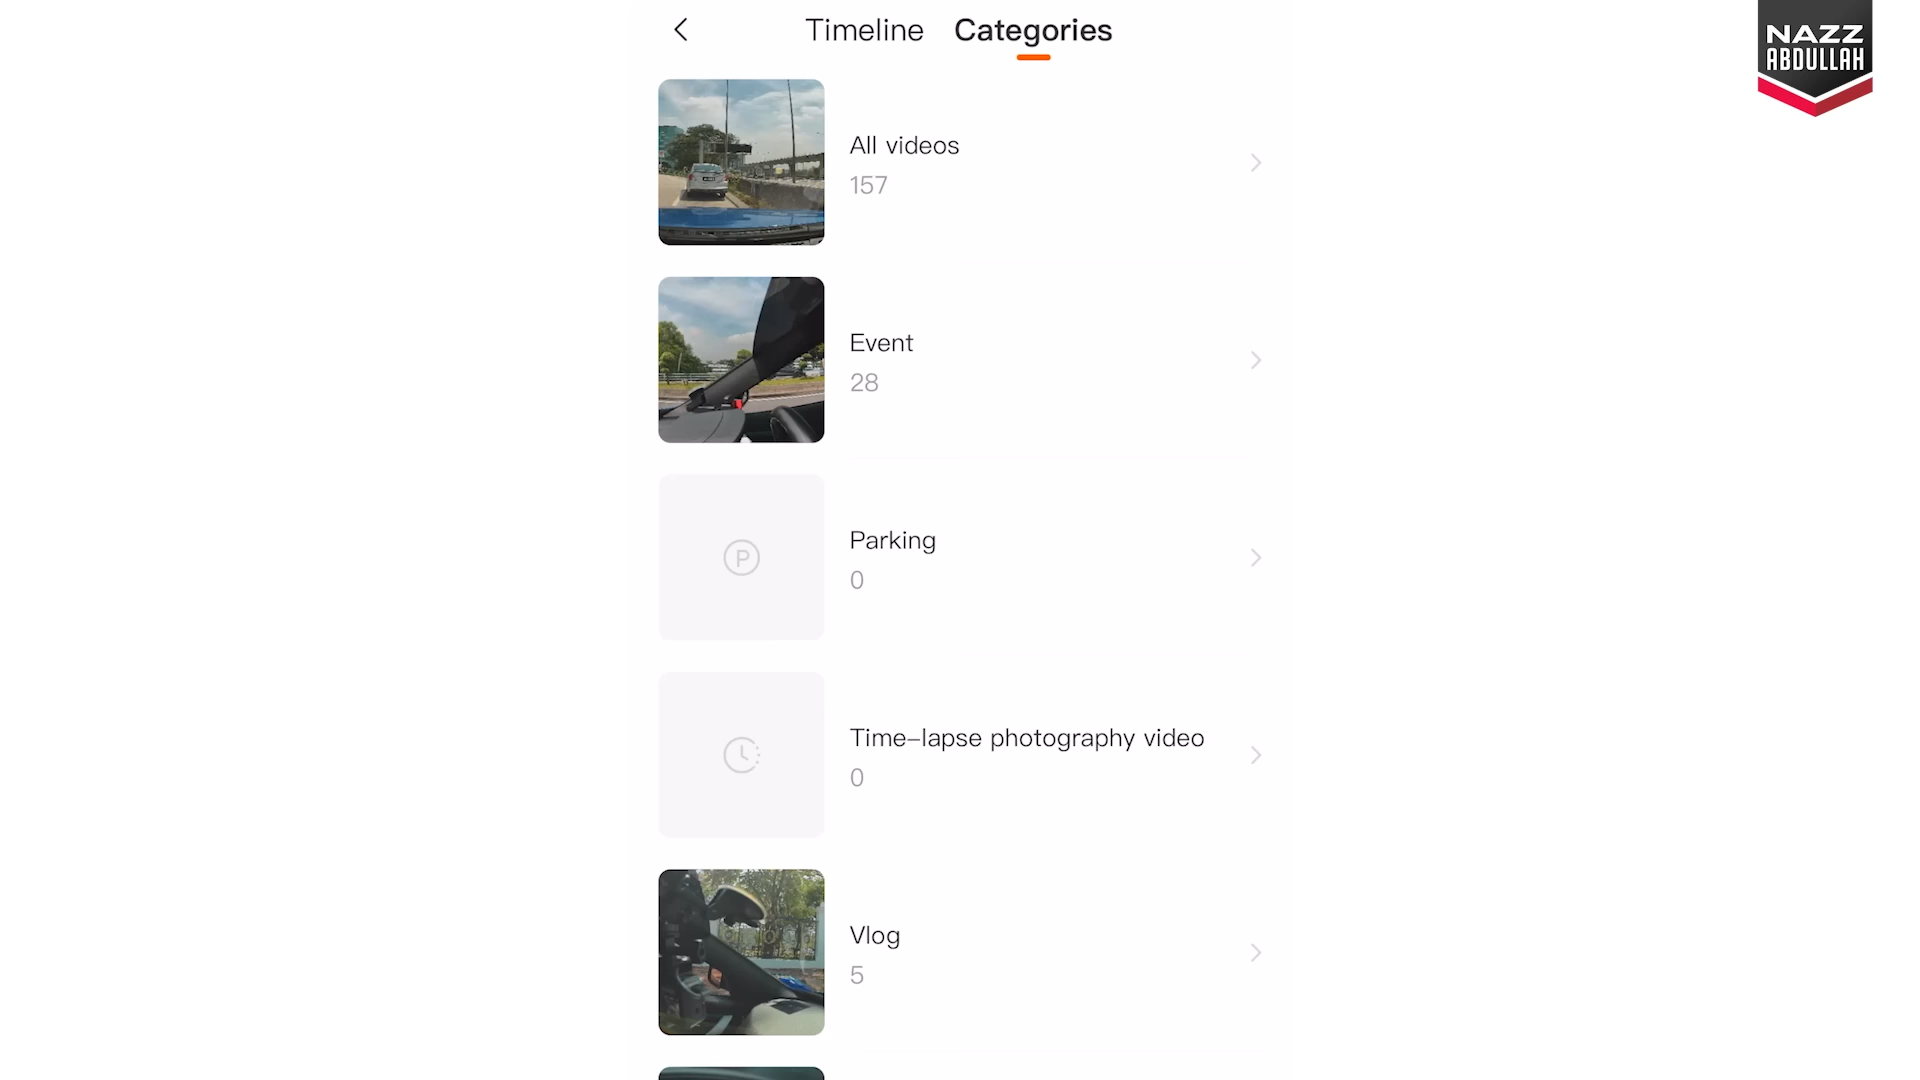 Timeline Categories
NAZZ
ABDULLAH
All videos
157
Event
28
P
Parking
0
Time-lapse photography video
0
Vlog
5